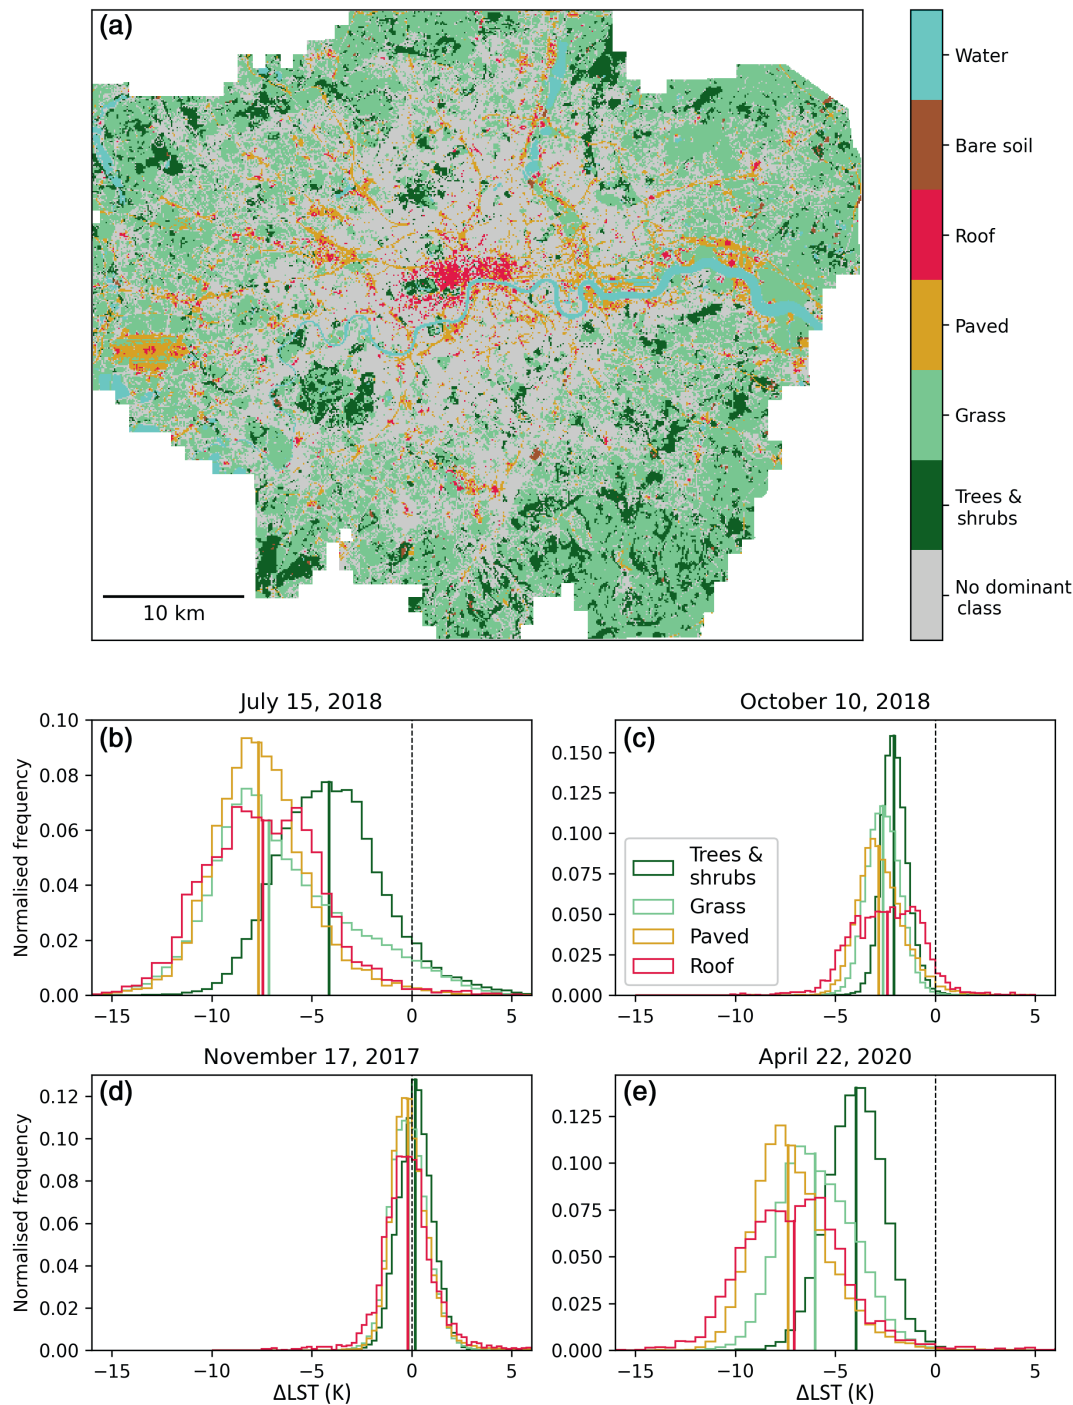 (a)
Water
Bare soil
Roof
Paved
Grass
Trees &
shrubs
No dominant
class
10 km
July 15, 2018
(b)
Normalised frequency
0.10
0.08
0.06
0.04
0.02
0.00
−15 −10 −5 0 5
October 10, 2018
(c)
0.150
0.125
0.100
0.075
0.050
0.025
0.000
Trees &
shrubs
Grass
Paved
Roof
−15 −10 −5 0 5
November 17, 2017
(d)
Normalised frequency
0.12
0.10
0.08
0.06
0.04
0.02
0.00
−15 −10 −5 0 5
ΔLST (K)
April 22, 2020
(e)
0.125
0.100
0.075
0.050
0.025
0.000
−15 −10 −5 0 5
ΔLST (K)